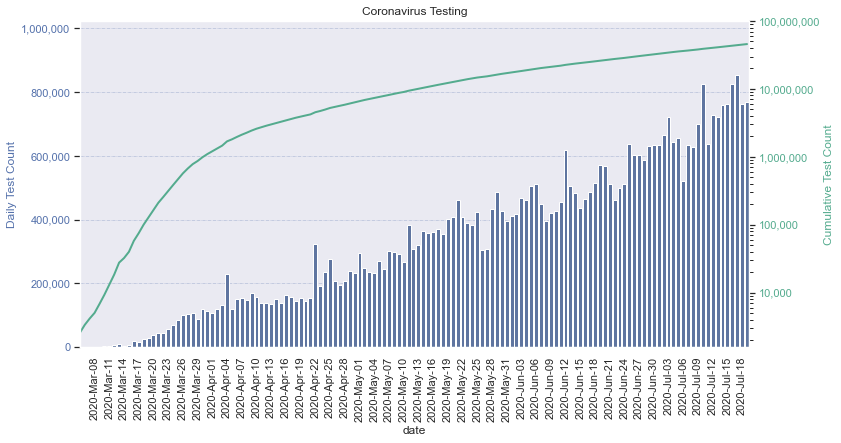 Coronavirus Testing
Daily Test Count
1,000,000
800,000
600,000
400,000
200,000
0
100,000,000
10,000,000
1,000,000
100,000
10,000
Cumulative Test Count
2020-Mar-08
2020-Mar-11
2020-Mar-14
2020-Mar-17
2020-Mar-20
2020-Mar-23
2020-Mar-26
2020-Mar-29
2020-Apr-01
2020-Apr-04
2020-Apr-07
2020-Apr-10
2020-Apr-13
2020-Apr-16
2020-Apr-19
2020-Apr-22
2020-Apr-25
2020-Apr-28
2020-May-01
2020-May-04
2020-May-07
2020-May-10
2020-May-13
2020-May-16
2020-May-19
2020-May-22
2020-May-25
2020-May-28
2020-May-31
2020-Jun-03
2020-Jun-06
2020-Jun-09
2020-Jun-12
2020-Jun-15
2020-Jun-18
2020-Jun-21
2020-Jun-24
2020-Jun-27
2020-Jun-30
2020-Jul-03
2020-Jul-06
2020-Jul-09
2020-Jul-12
2020-Jul-15
2020-Jul-18
date